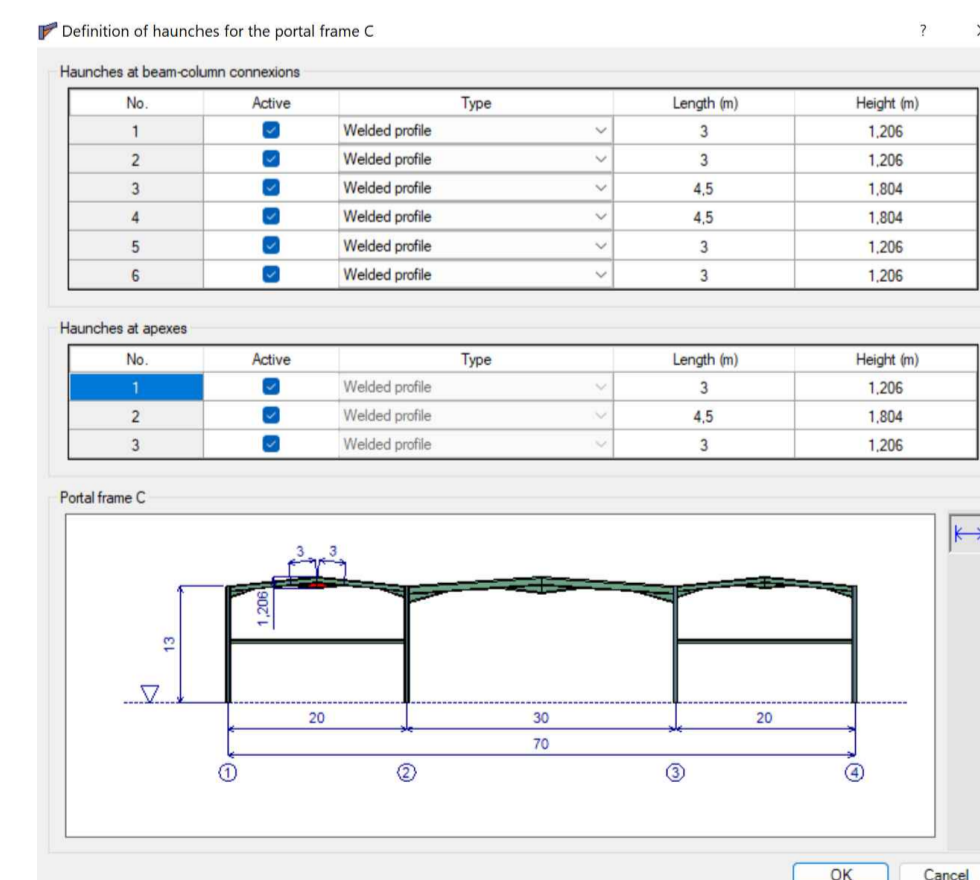 Definition of haunches for the portal frame C ?
Haunches at beam-column connexions
No. Active Type Length (m) Height (m)
1 Welded profile 3 1,206
2 Welded profile 3 1,206
3 Welded profile 4,5 1,804
4 Welded profile 4,5 1,804
5 Welded profile 3 1,206
6 Welded profile 3 1,206
Haunches at apexes
No. Active Type Length (m) Height (m)
1 Welded profile 3 1,206
2 Welded profile 4,5 1,804
3 Welded profile 3 1,206
Portal frame C
3 3
1,206
13
20 30 20
70
1 2 3 4
OK Cancel